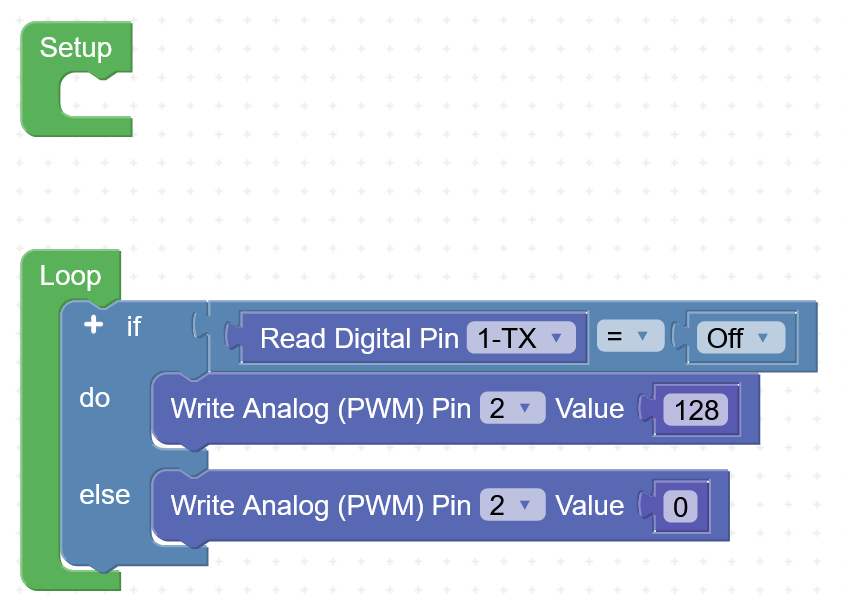 Setup
Loop
if Read Digital Pin 1-TX = Off
do Write Analog (PWM) Pin 2 Value 128
else Write Analog (PWM) Pin 2 Value 0